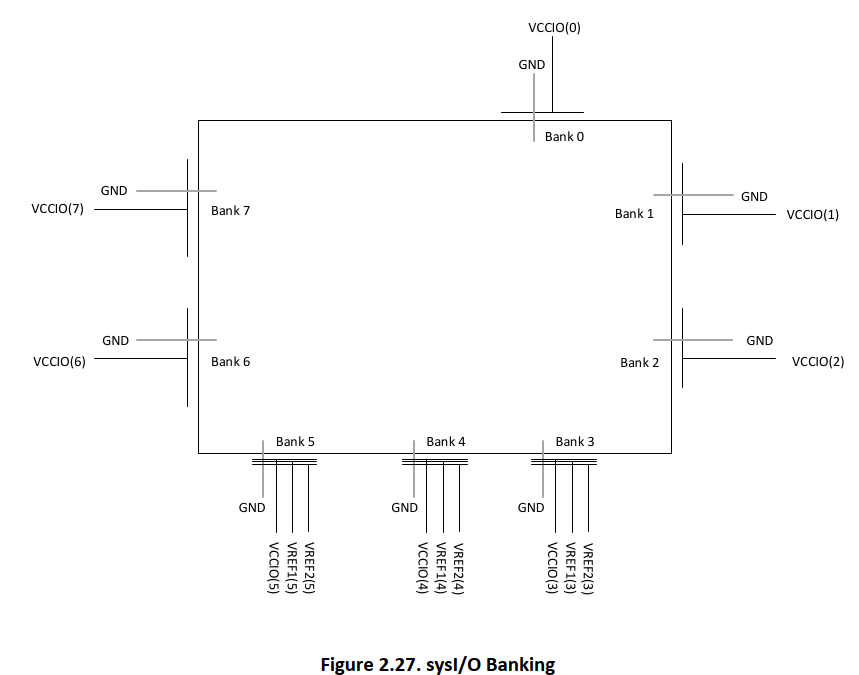 VCCIO(0)
GND
Bank 0
GND
VCCIO(7)
Bank 7
GND
Bank 1
VCCIO(1)
GND
VCCIO(6)
Bank 6
GND
Bank 2
VCCIO(2)
Bank 5
Bank 4
Bank 3
GND
GND
GND
VCCIO(5)
VREF1(5)
VREF2(5)
VCCIO(4)
VREF1(4)
VREF2(4)
VCCIO(3)
VREF1(3)
VREF2(3)
Figure 2.27. sysI/O Banking